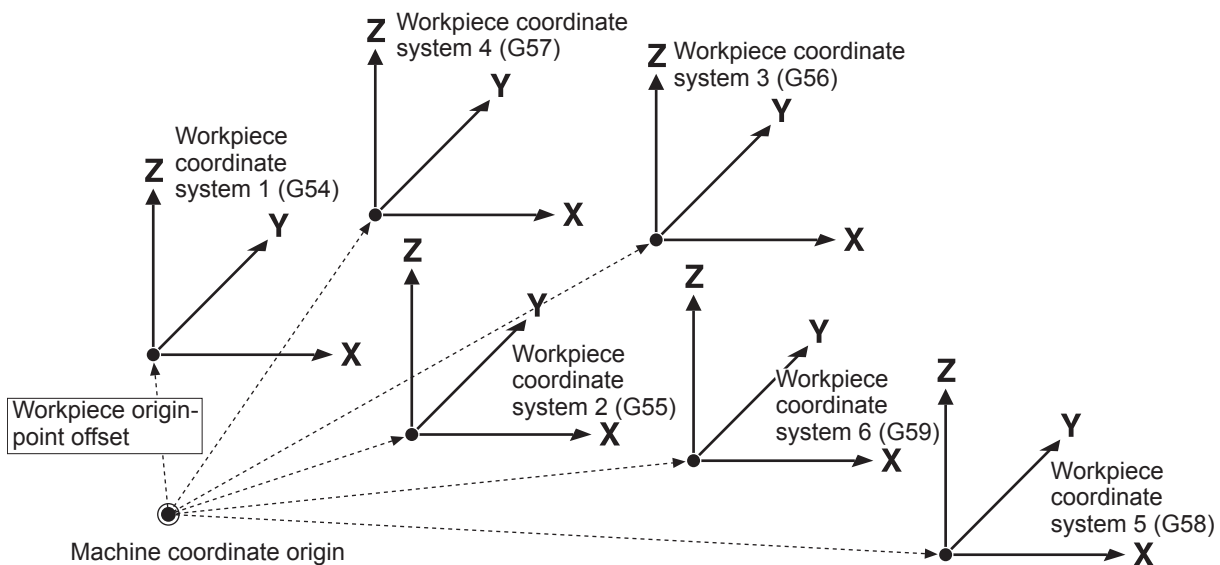 Z
Workpiece coordinate
system 4 (G57)
Y
X
Z
Workpiece coordinate
system 3 (G56)
Y
X
Z
Workpiece
coordinate
system 1 (G54)
Y
X
Z
Y
Workpiece
coordinate
system 2 (G55)
X
Z
Y
Workpiece
coordinate
system 6 (G59)
X
Z
Y
Workpiece
coordinate
system 5 (G58)
X
Workpiece origin-
point offset
Machine coordinate origin